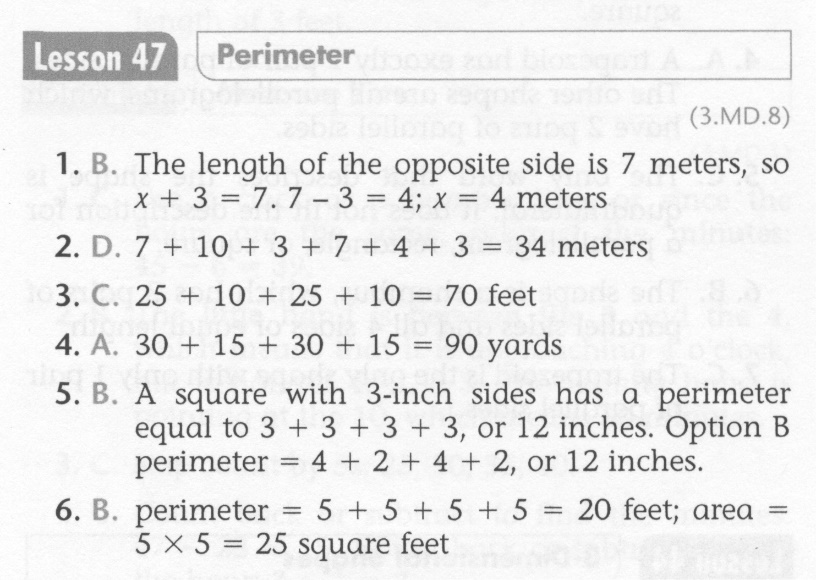 Lesson 47 Perimeter
(3.MD.8)
1. B. The length of the opposite side is 7 meters, so
x + 3 = 7. 7 – 3 = 4; x = 4 meters
2. D. 7 + 10 + 3 + 7 + 4 + 3 = 34 meters
3. C. 25 + 10 + 25 + 10 = 70 feet
4. A. 30 + 15 + 30 + 15 = 90 yards
5. B. A square with 3-inch sides has a perimeter
equal to 3 + 3 + 3 + 3, or 12 inches. Option B
perimeter = 4 + 2 + 4 + 2, or 12 inches.
6. B. perimeter = 5 + 5 + 5 + 5 = 20 feet; area =
5 × 5 = 25 square feet